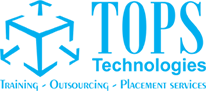 TOPS
Technologies
Training - Outsourcing - Placement services